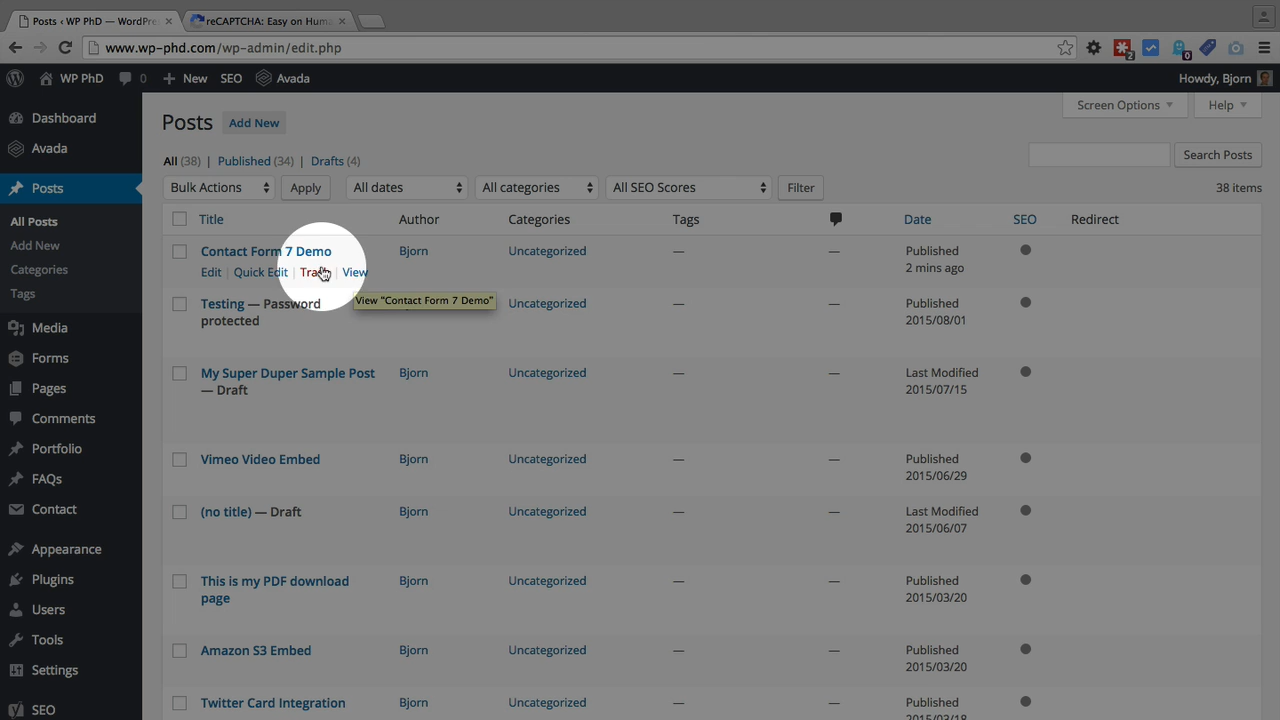 Posts ‹ WP PhD — WordPre
reCAPTCHA: Easy on Huma
www.wp-phd.com/wp-admin/edit.php
2
0
WP PhD
0
New
SEO
Avada
Howdy, Bjorn
Dashboard
Avada
Posts
All Posts
Add New
Categories
Tags
Media
Forms
Pages
Comments
Portfolio
FAQs
Contact
Appearance
Plugins
Users
Tools
Settings
SEO
Posts Add New
Screen Options
Help
All (38) | Published (34) | Drafts (4)
Search Posts
Bulk Actions Apply All dates All categories All SEO Scores Filter 38 items
Title Author Categories Tags Date SEO Redirect
Contact Form 7 Demo Bjorn Uncategorized — — Published
2 mins ago
Edit | Quick Edit | Trash | View
View "Contact Form 7 Demo"
Testing — Password Uncategorized — — Published
protected 2015/08/01
My Super Duper Sample Post Bjorn Uncategorized — — Last Modified
— Draft 2015/07/15
Vimeo Video Embed Bjorn Uncategorized — — Published
2015/06/29
(no title) — Draft Bjorn Uncategorized — — Last Modified
2015/06/07
This is my PDF download Bjorn Uncategorized — — Published
page 2015/03/20
Amazon S3 Embed Bjorn Uncategorized — — Published
2015/03/20
Twitter Card Integration Bjorn Uncategorized — — Published
2015/03/18